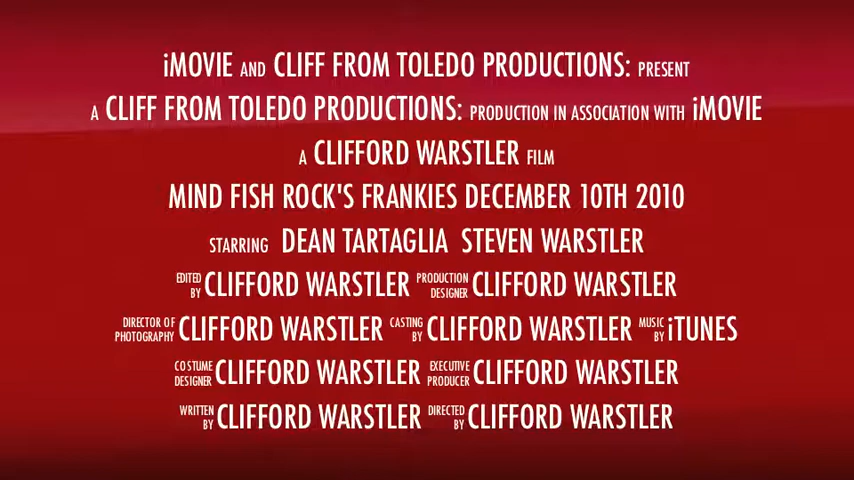 iMOVIE AND CLIFF FROM TOLEDO PRODUCTIONS: PRESENT
A CLIFF FROM TOLEDO PRODUCTIONS: PRODUCTION IN ASSOCIATION WITH iMOVIE
A CLIFFORD WARSTLER FILM
MIND FISH ROCK'S FRANKIES DECEMBER 10TH 2010
STARRING DEAN TARTAGLIA STEVEN WARSTLER
EDITED BY CLIFFORD WARSTLER PRODUCTION DESIGNER CLIFFORD WARSTLER
DIRECTOR OF PHOTOGRAPHY CLIFFORD WARSTLER CASTING BY CLIFFORD WARSTLER MUSIC BY iTUNES
COSTUME DESIGNER CLIFFORD WARSTLER EXECUTIVE PRODUCER CLIFFORD WARSTLER
WRITTEN BY CLIFFORD WARSTLER DIRECTED BY CLIFFORD WARSTLER